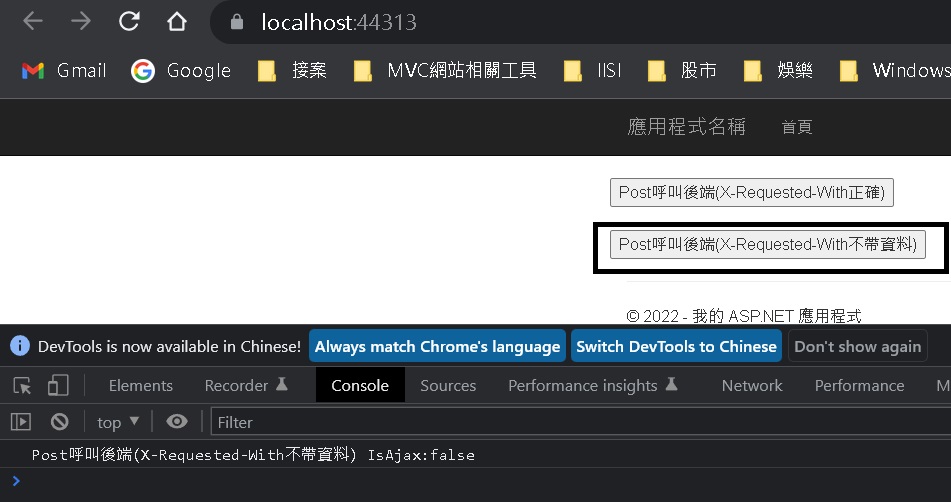 localhost:44313
Gmail Google 接案 MVC網站相關工具 IISI 股市 娛樂 Windows
應用程式名稱 首頁
Post呼叫後端(X-Requested-With正確)
Post呼叫後端(X-Requested-With不帶資料)
© 2022 - 我的 ASP.NET 應用程式
DevTools is now available in Chinese! Always match Chrome's language Switch DevTools to Chinese Don't show again
Elements Recorder Console Sources Performance insights Network Performance M
top Filter
Post呼叫後端(X-Requested-With不帶資料) IsAjax:false